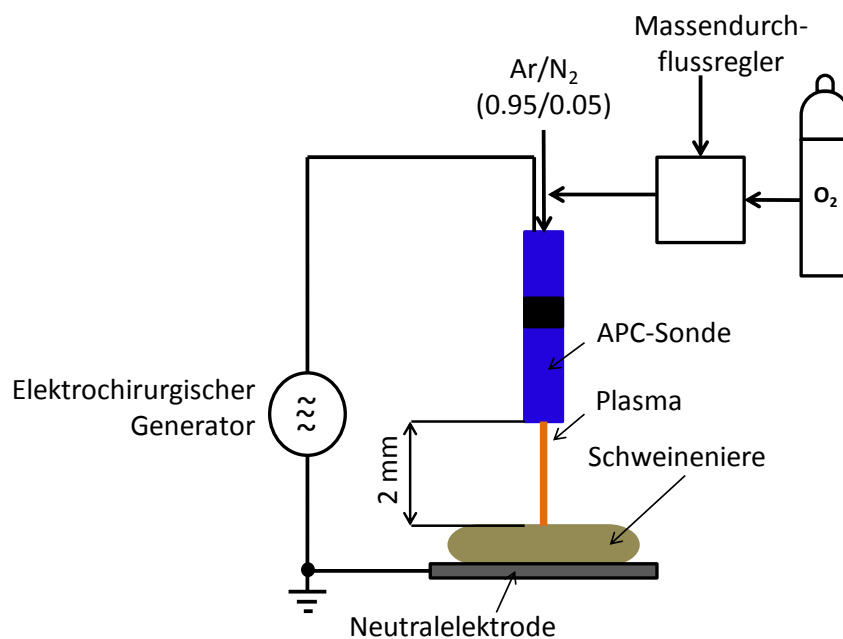 Massendurch-
flussregler
Ar/N₂
(0.95/0.05)
O₂
APC-Sonde
Elektrochirurgischer
Generator
Plasma
2 mm
Schweineniere
Neutralelektrode